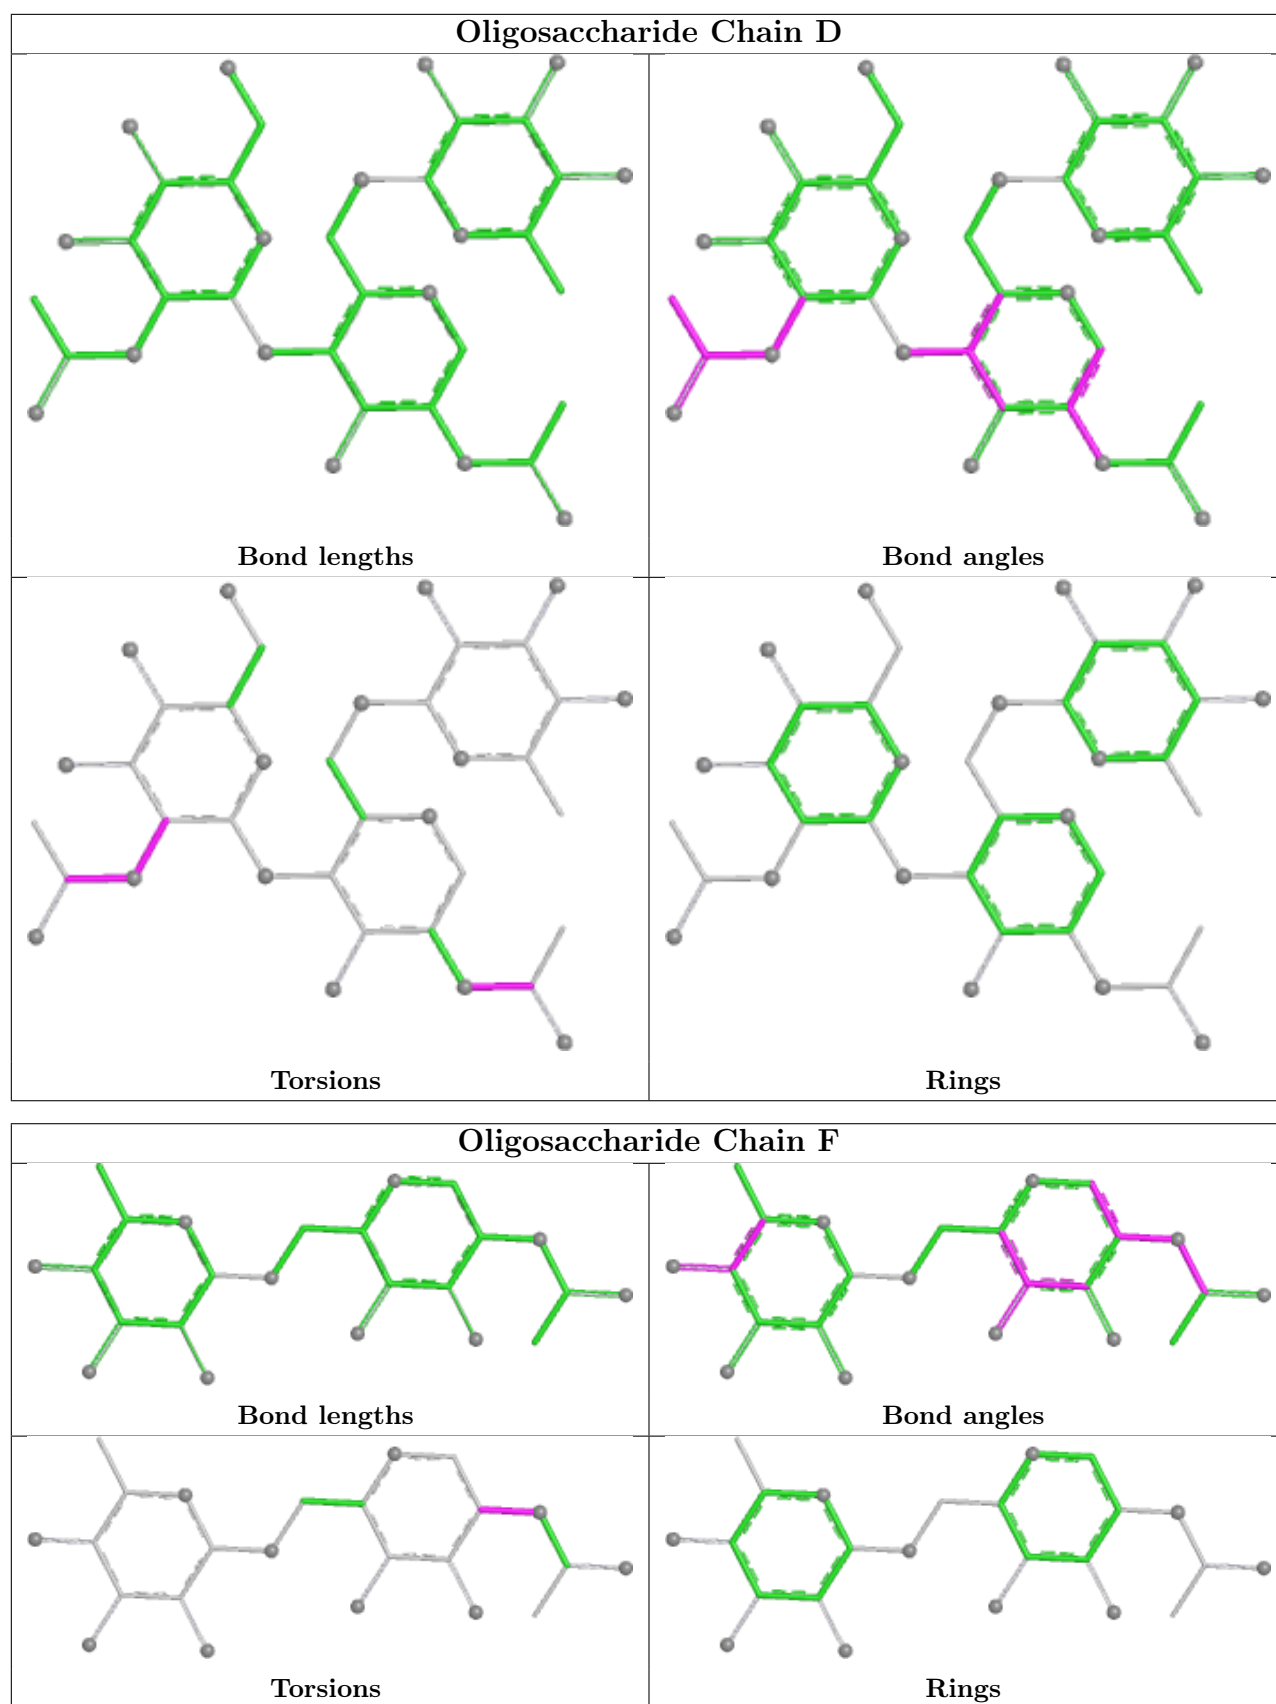 Oligosaccharide Chain D
Bond lengths
Bond angles
Torsions
Rings
Oligosaccharide Chain F
Bond lengths
Bond angles
Torsions
Rings